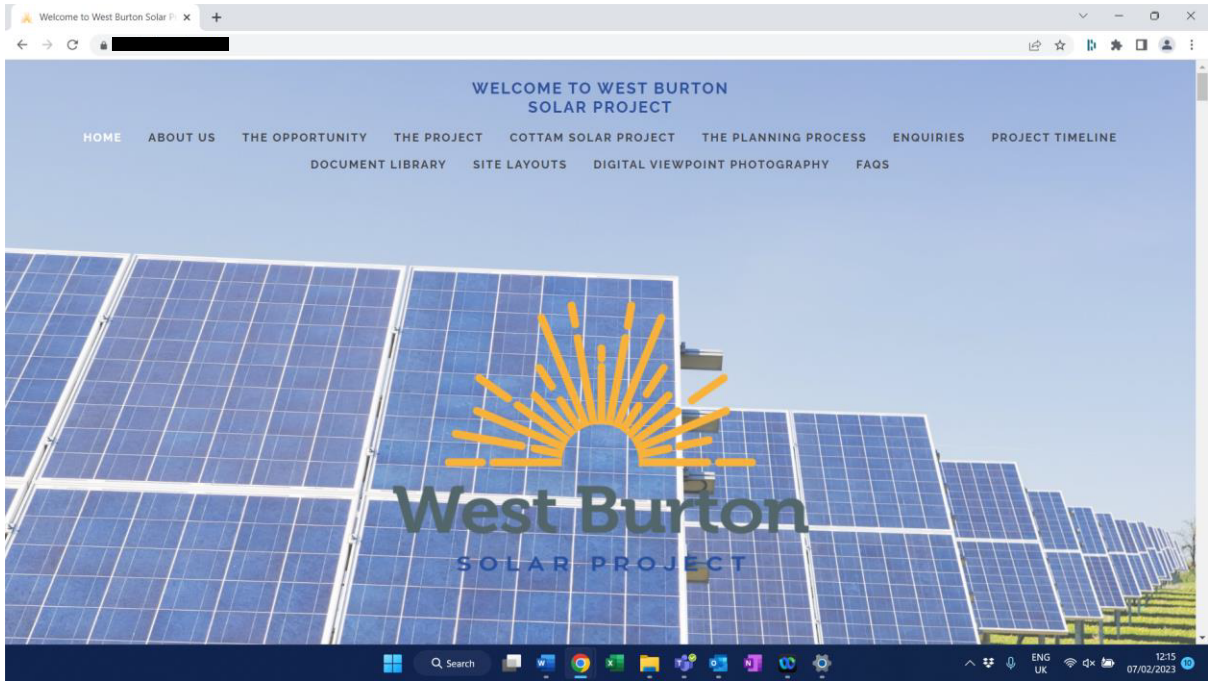 Welcome to West Burton Solar P
WELCOME TO WEST BURTON
SOLAR PROJECT
HOME ABOUT US THE OPPORTUNITY THE PROJECT COTTAM SOLAR PROJECT THE PLANNING PROCESS ENQUIRIES PROJECT TIMELINE
DOCUMENT LIBRARY SITE LAYOUTS DIGITAL VIEWPOINT PHOTOGRAPHY FAQS
West Burton
SOLAR PROJECT
Search
ENG
UK
12:15
07/02/2023
10